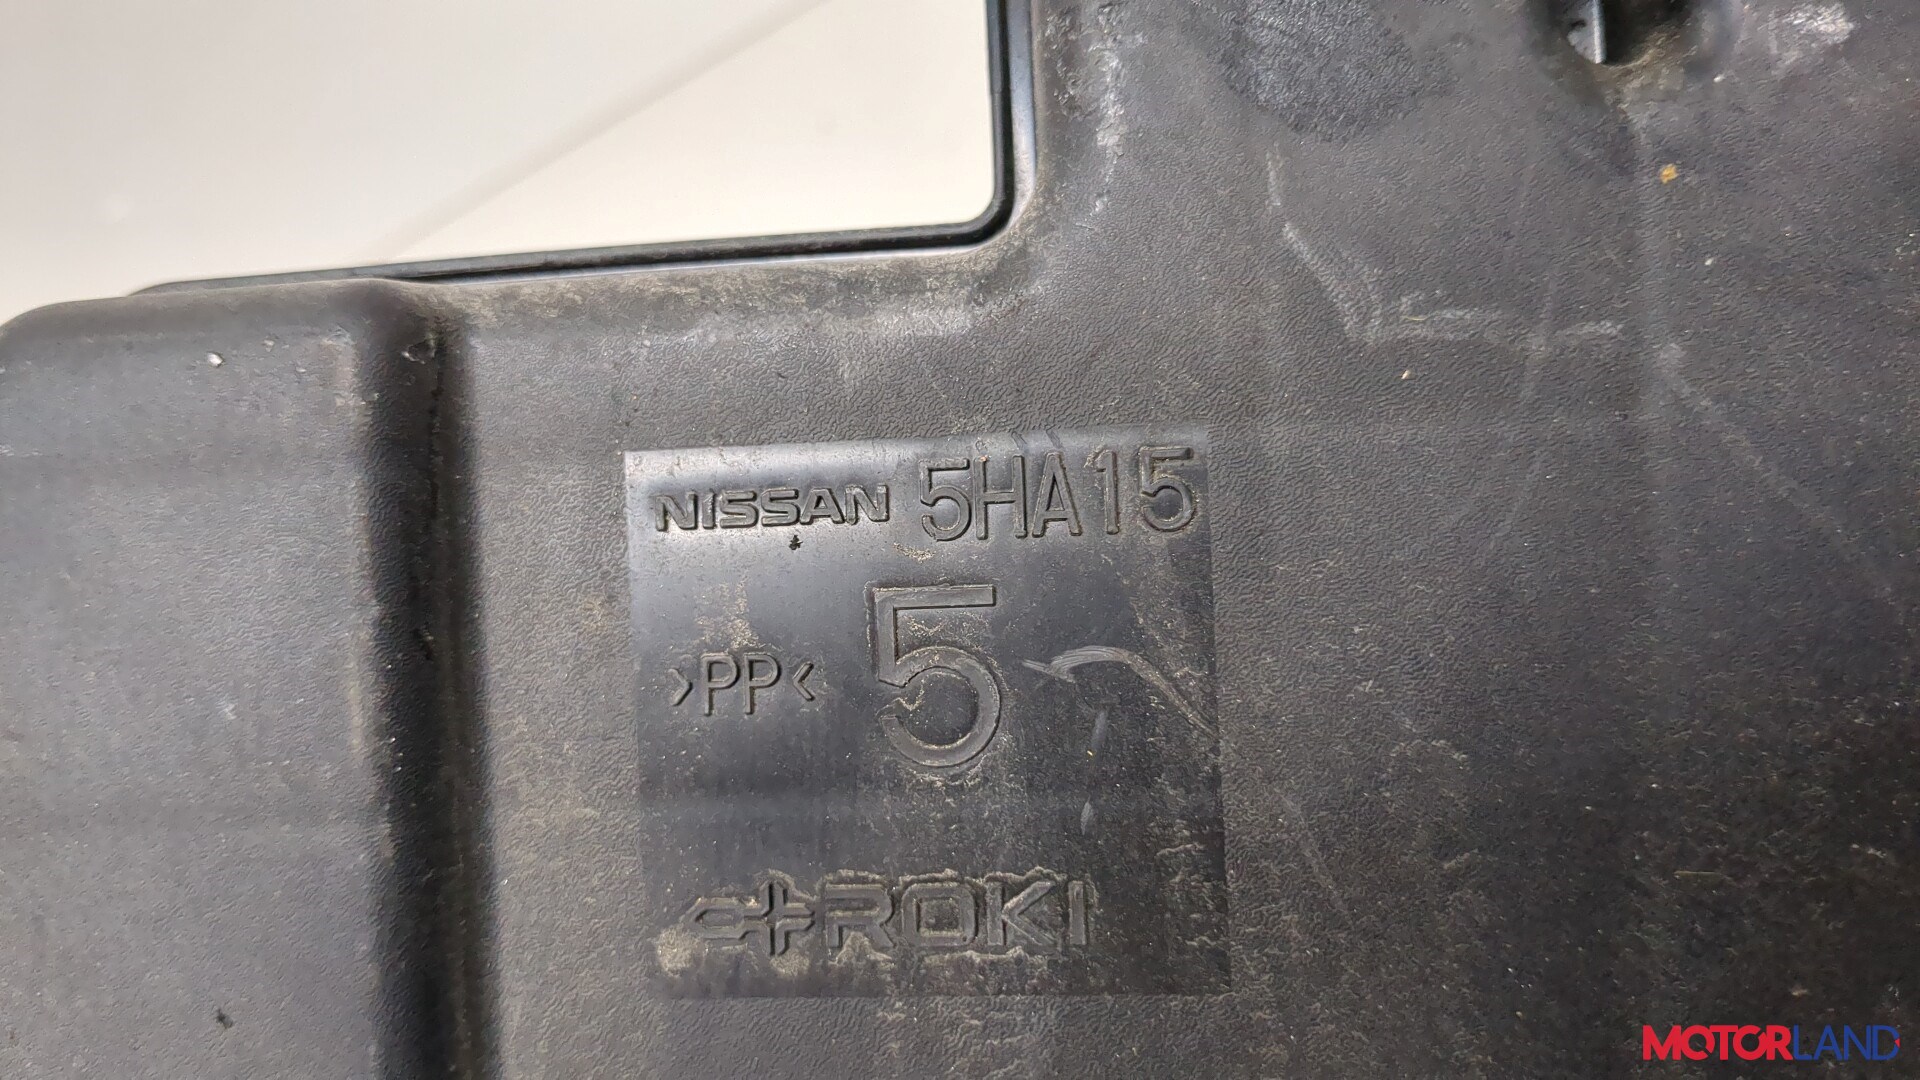 NISSAN 5HA15
5
>PP<
ROKI
MOTORLAND